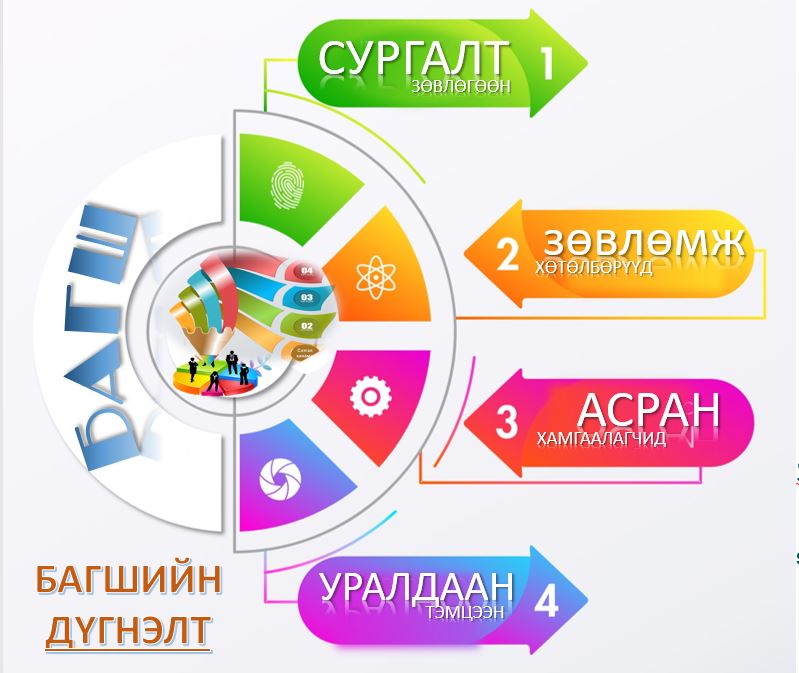 СУРГАЛТ
ЗӨВЛӨГӨӨН
1
БАГШ
2
ЗӨВЛӨМЖ
ХӨТӨЛБӨРҮҮД
04
03
02
3
АСРАН
ХАМГААЛАГЧИД
УРАЛДААН
ТЭМЦЭЭН
4
БАГШИЙН
ДҮГНЭЛТ